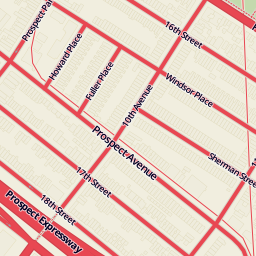 Prospect Pa
16th Street
Howard Place
Fuller Place
Windsor Place
10th Avenue
Prospect Avenue
Sherman Street
17th Street
18th Street
Prospect Expressway